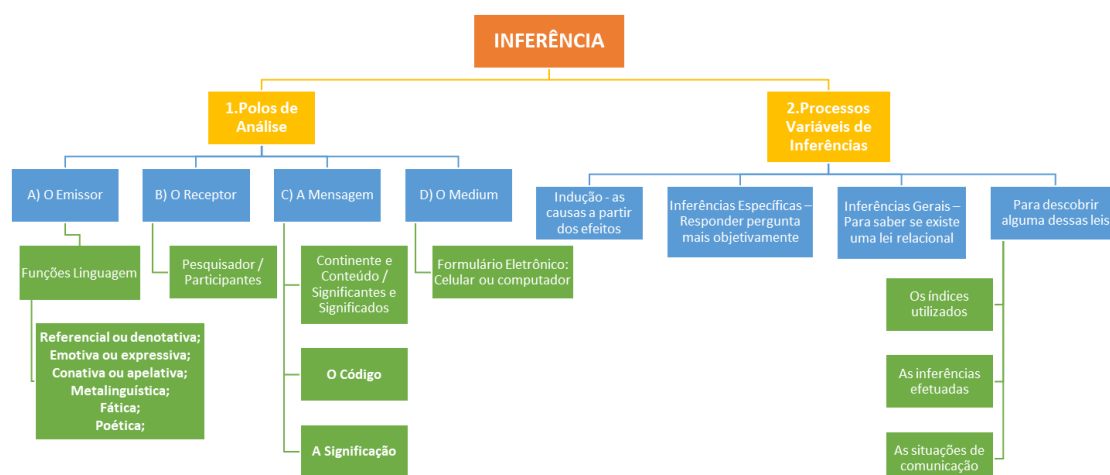 INFERÊNCIA
1.Polos de
Análise
2.Processos
Variáveis de
Inferências
A) O Emissor
B) O Receptor
C) A Mensagem
D) O Medium
Indução - as
causas a partir
dos efeitos
Inferências Específicas –
Responder pergunta
mais objetivamente
Inferências Gerais –
Para saber se existe
uma lei relacional
Para descobrir
alguma dessas leis
Funções Linguagem
Pesquisador /
Participantes
Continente e
Conteúdo /
Significantes e
Significados
Formulário Eletrônico:
Celular ou computador
Referencial ou denotativa;
Emotiva ou expressiva;
Conativa ou apelativa;
Metalinguística;
Fática;
Poética;
O Código
A Significação
Os índices
utilizados
As inferências
efetuadas
As situações de
comunicação